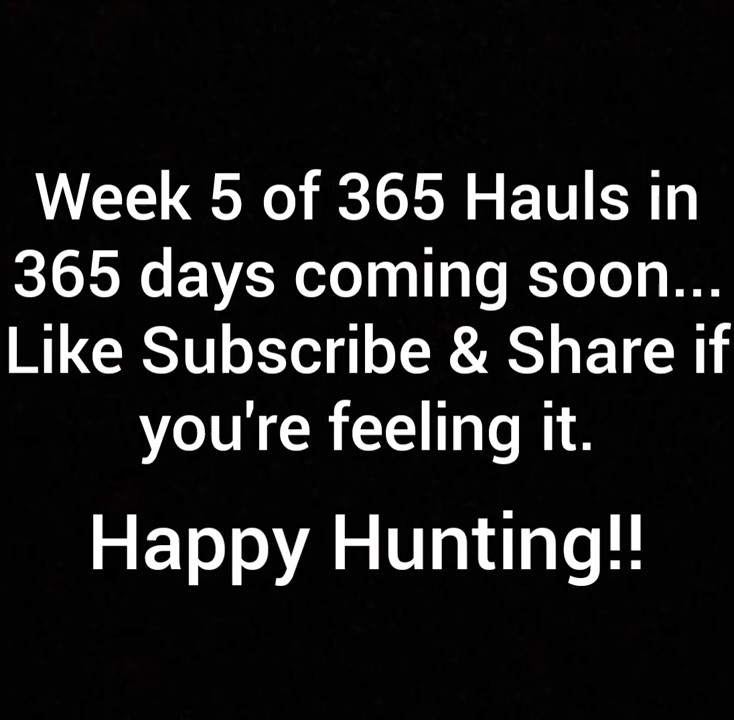 Week 5 of 365 Hauls in
365 days coming soon...
Like Subscribe & Share if
you're feeling it.
Happy Hunting!!